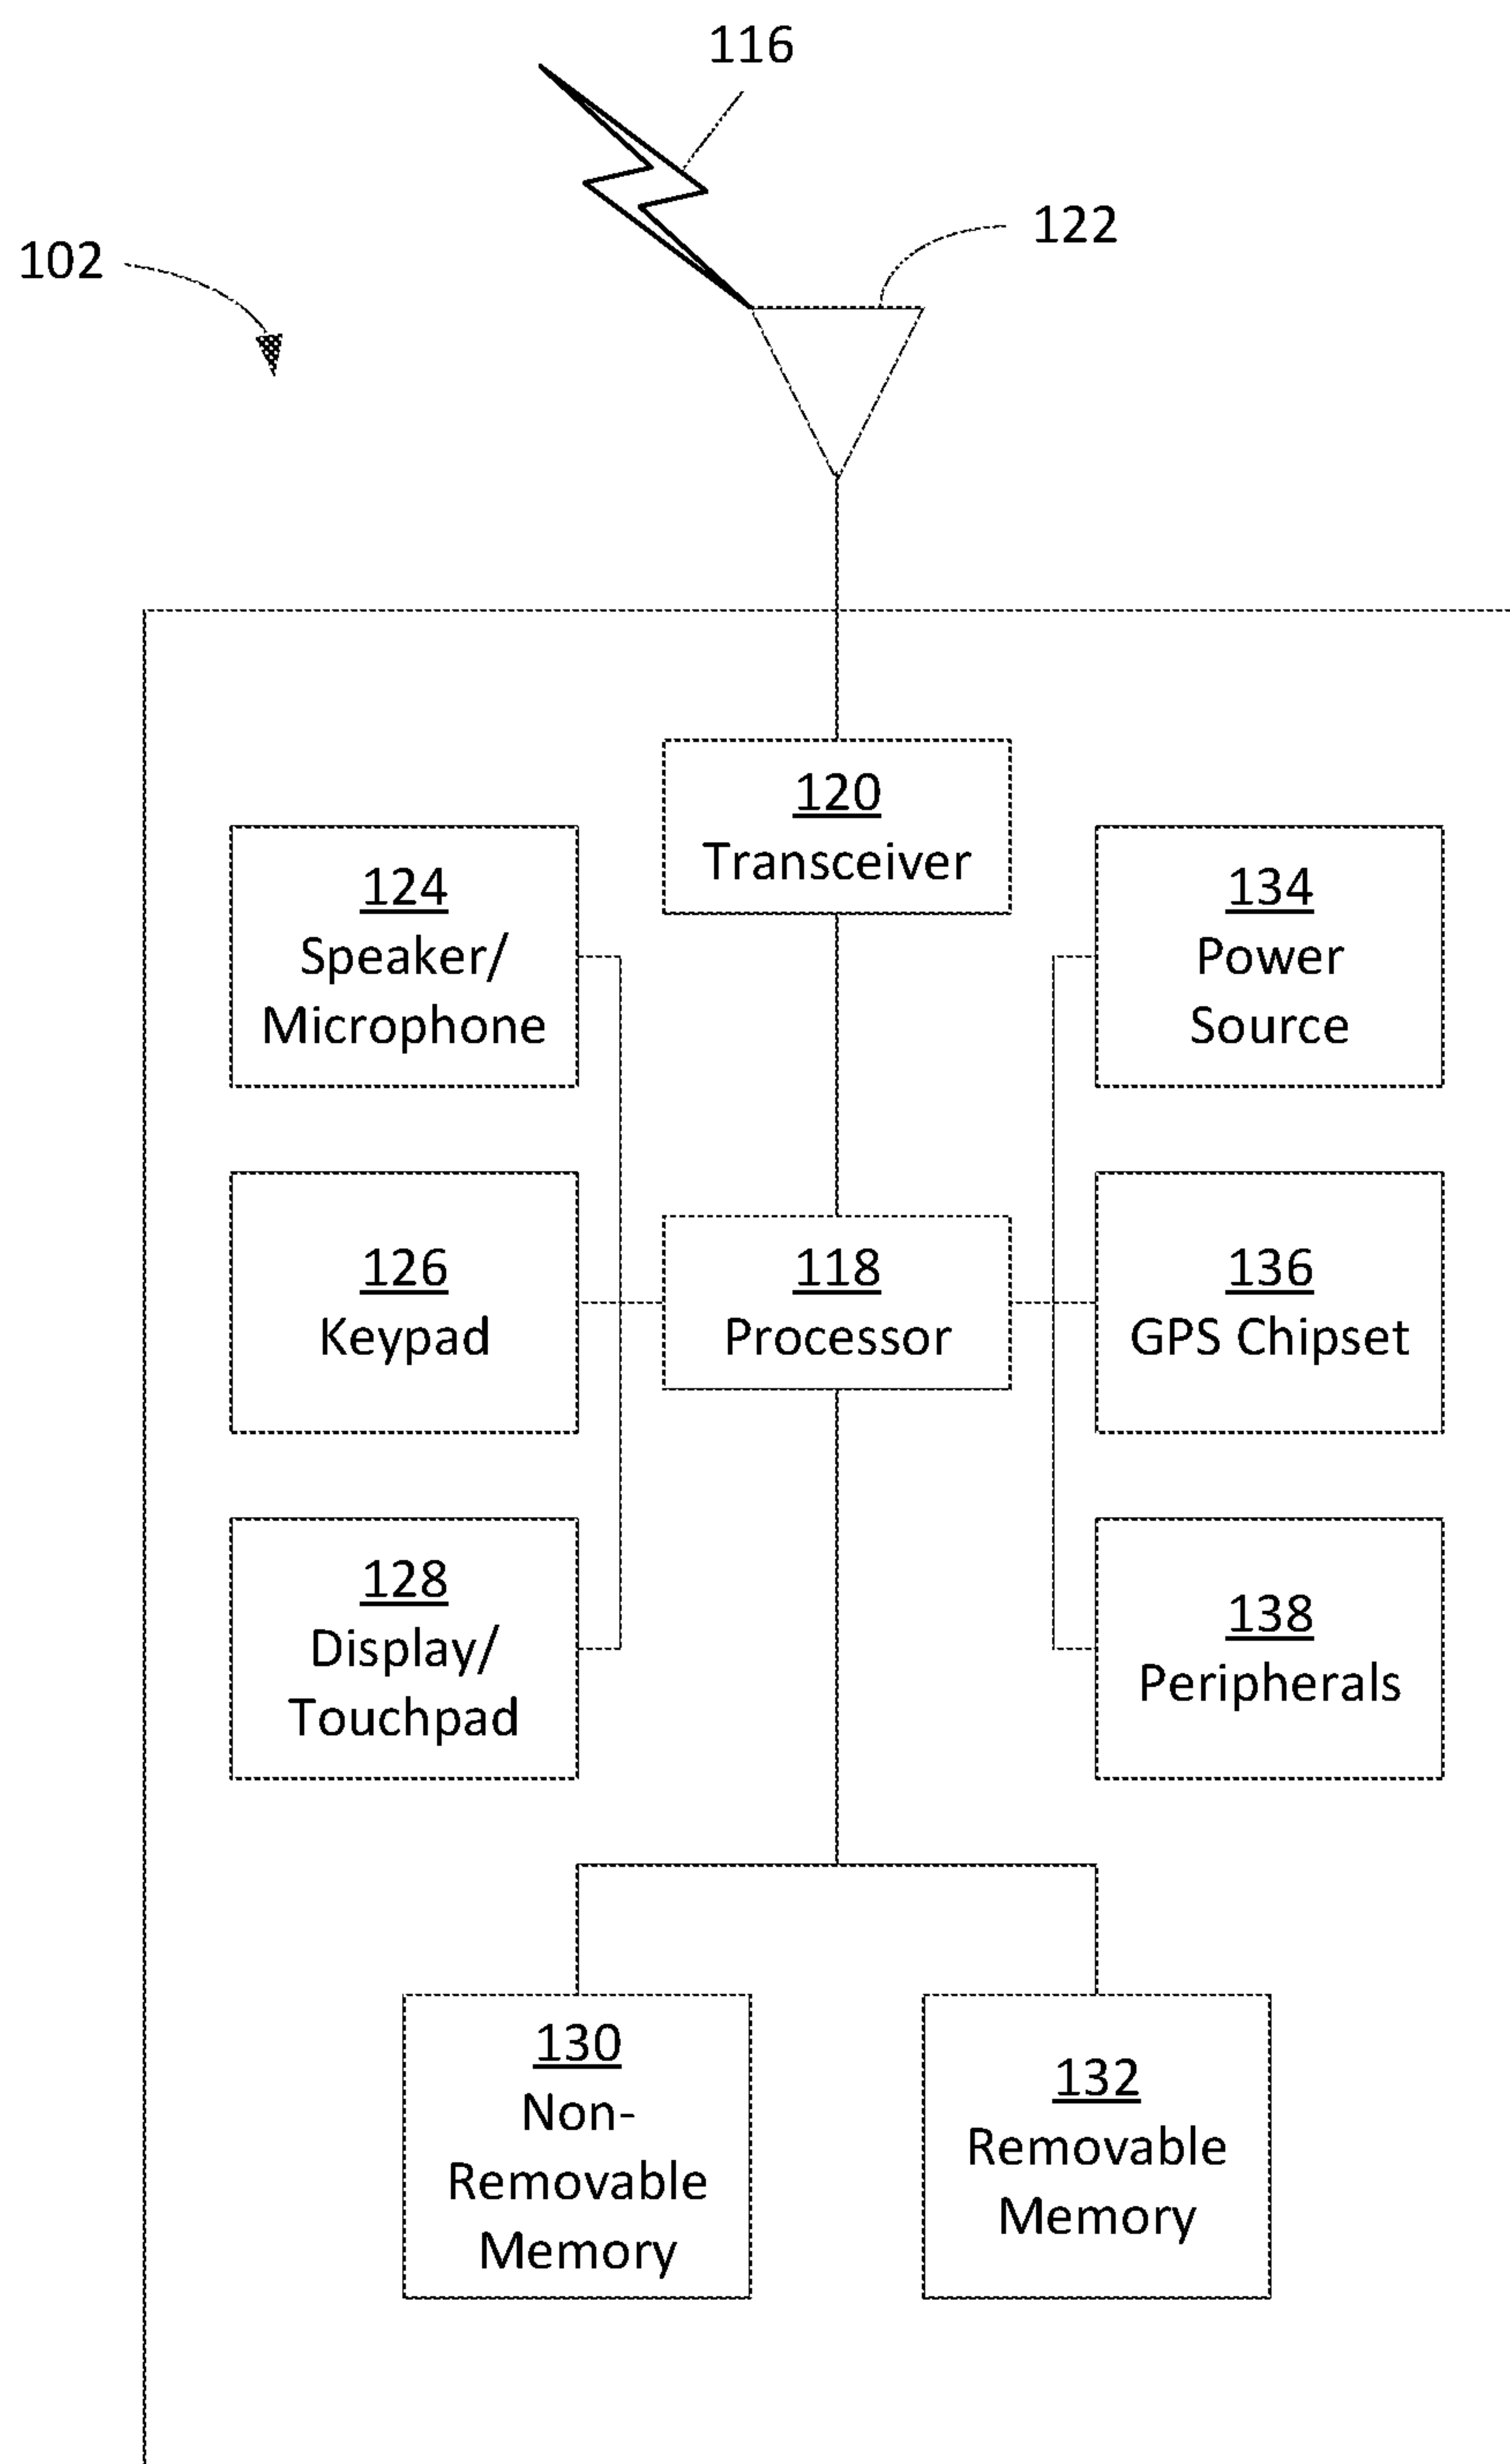 116
122
102
120
Transceiver
124
Speaker/
Microphone
134
Power
Source
126
Keypad
118
Processor
136
GPS Chipset
128
Display/
Touchpad
138
Peripherals
130
Non-
Removable
Memory
132
Removable
Memory